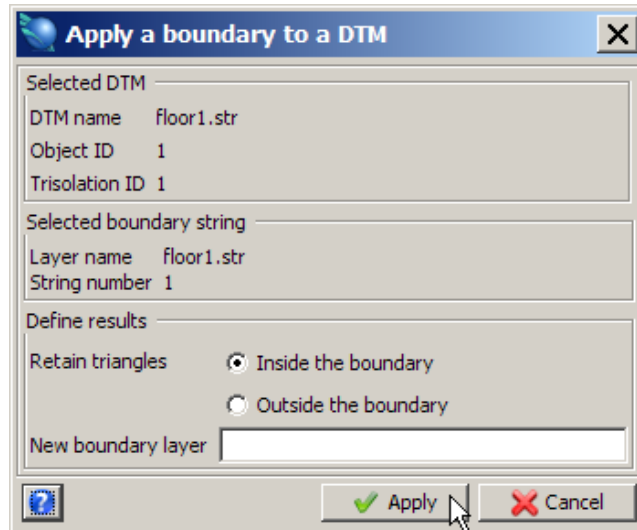 Apply a boundary to a DTM
Selected DTM
DTM name floor1.str
Object ID 1
Trisolation ID 1
Selected boundary string
Layer name floor1.str
String number 1
Define results
Retain triangles Inside the boundary
Outside the boundary
New boundary layer
? Apply Cancel